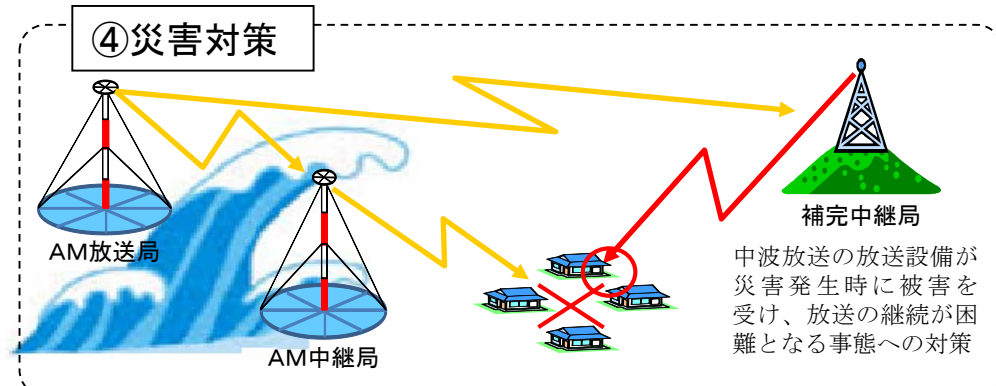 ④災害対策
AM放送局
AM中継局
補完中継局
中波放送の放送設備が
災害発生時に被害を
受け、放送の継続が困
難となる事態への対策